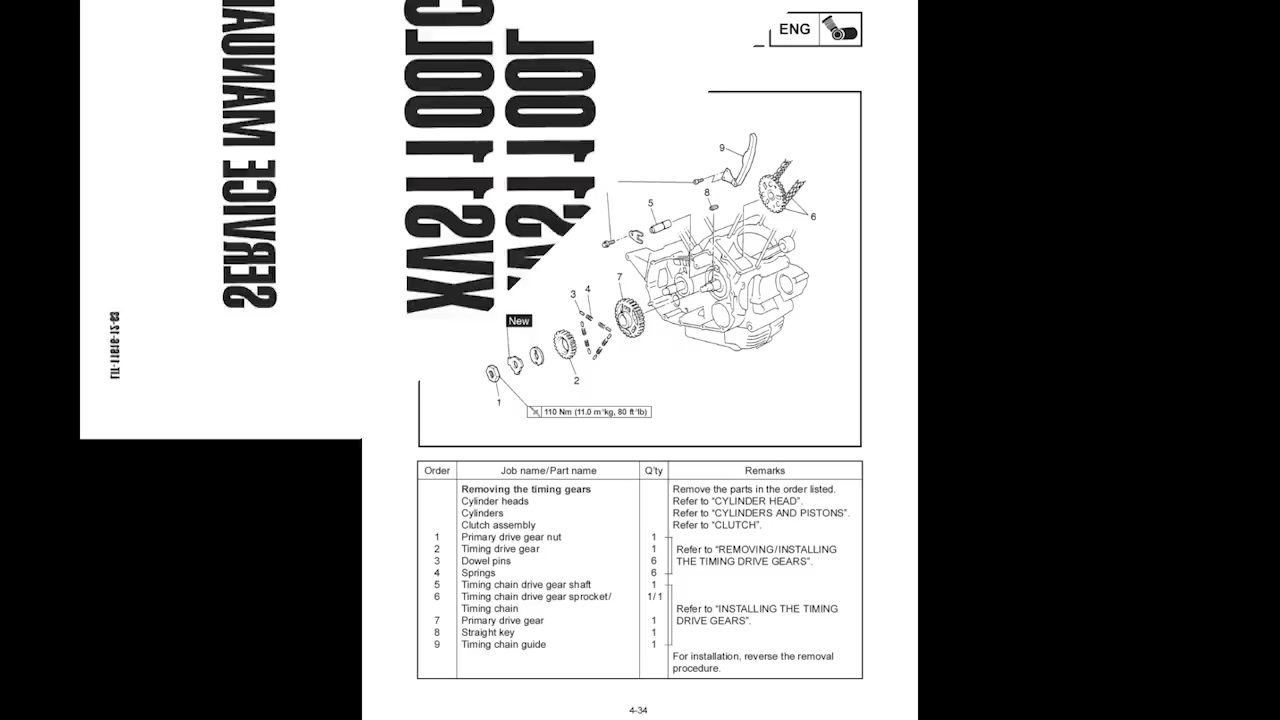 SERVICE MANUA
XVS1100L
ENG
9
8
5
6
7
4
3
New
2
1
110 Nm (11.0 m·kg, 80 ft·lb)
Order Job name/Part name Q'ty Remarks
Removing the timing gears Remove the parts in the order listed.
Cylinder heads Refer to “CYLINDER HEAD”.
Cylinders Refer to “CYLINDERS AND PISTONS”.
Clutch assembly Refer to “CLUTCH”.
1 Primary drive gear nut 1
2 Timing drive gear 1 Refer to “REMOVING/INSTALLING
3 Dowel pins 6 THE TIMING DRIVE GEARS”.
4 Springs 6
5 Timing chain drive gear shaft 1
6 Timing chain drive gear sprocket/ 1/1
Timing chain Refer to “INSTALLING THE TIMING
7 Primary drive gear 1 DRIVE GEARS”.
8 Straight key 1
9 Timing chain guide 1
For installation, reverse the removal
procedure.
4-34